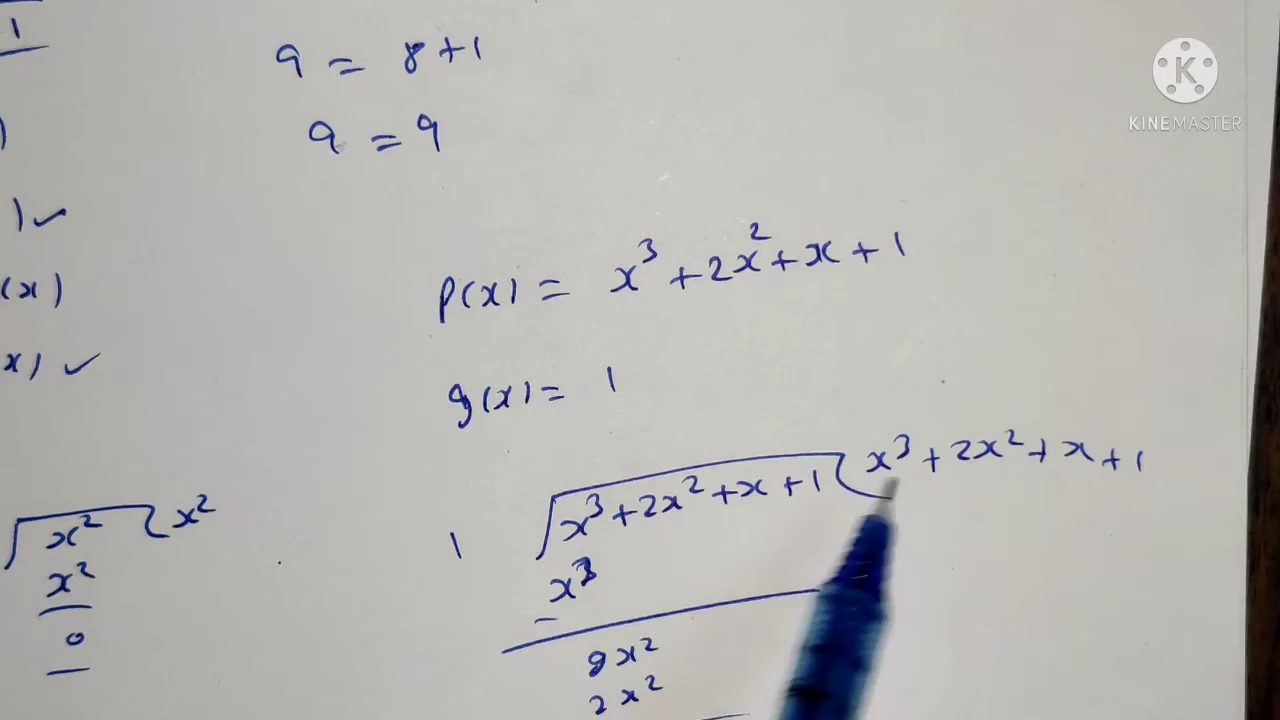 1
9 = 8 + 1
9 = 9
) ✓
(x)
x) ✓
p(x) = x³ + 2x² + x + 1
g(x) = 1
x² x²
x²
0
1 x³ + 2x² + x + 1 x³ + 2x² + x + 1
x³
-
2x²
2x²
KINEMASTER